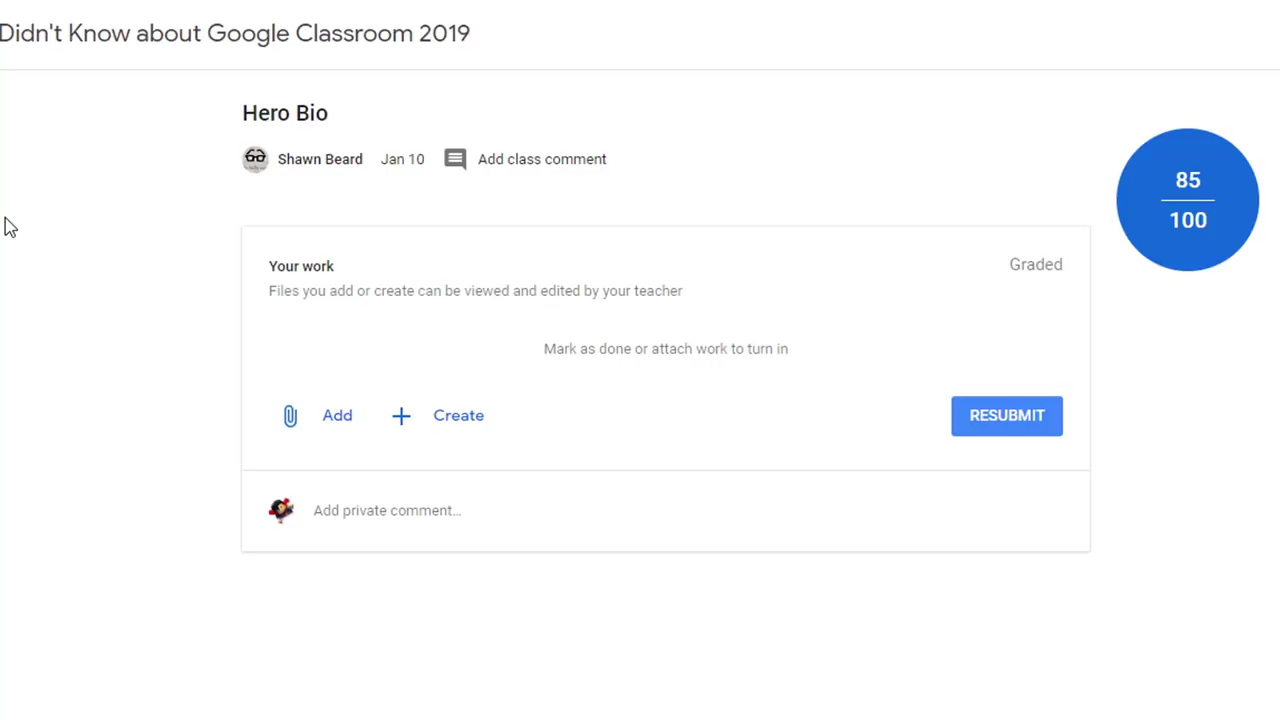 Didn't Know about Google Classroom 2019
Hero Bio
Shawn Beard Jan 10 Add class comment
85
100
Your work
Graded
Files you add or create can be viewed and edited by your teacher
Mark as done or attach work to turn in
Add Create RESUBMIT
Add private comment...